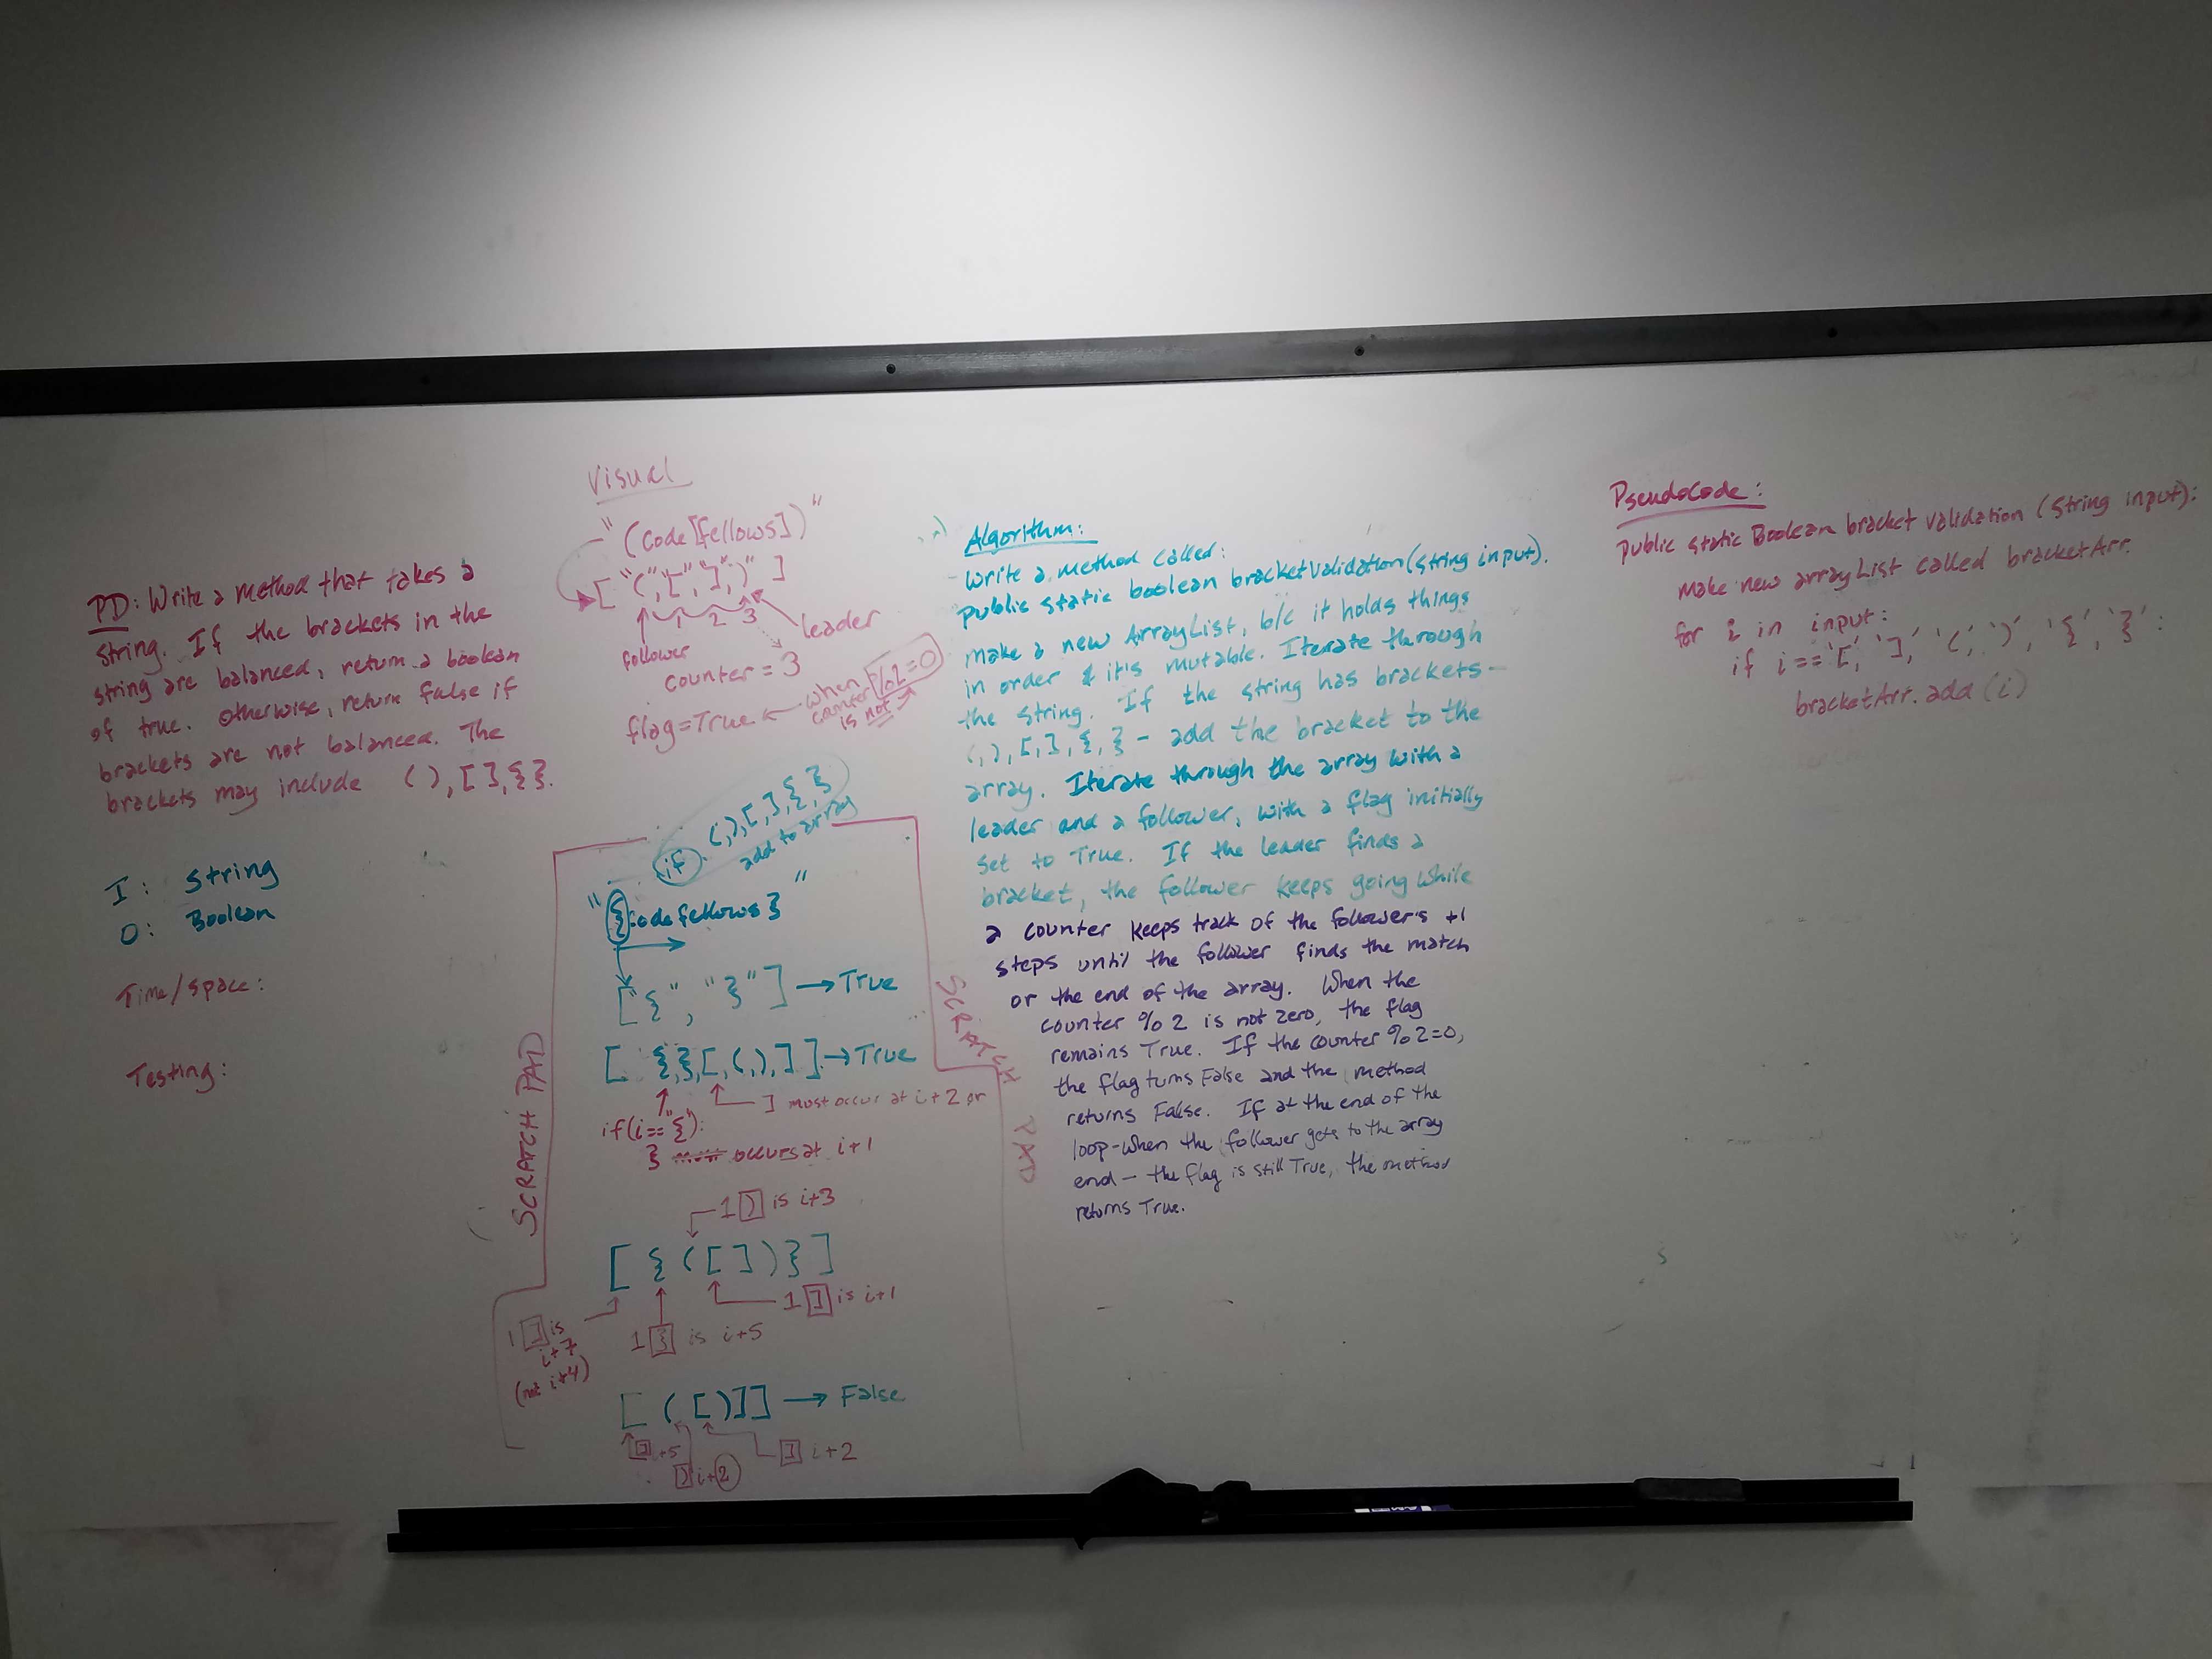 PD: Write a method that takes a
string. If the brackets in the
string are balanced, return a boolean
of true. Otherwise, return false if
brackets are not balanced. The
brackets may include (),[],{}.
I: String
O: Boolean
Time/Space:
Testing:
Visual
"(Code[fellows])"
["(","[","]",")"]
1 2 3
follower
leader
counter = 3
flag=True ← when counter %2=0 is not
SCRATCH PAD
if (,),[,],{,}
add to array
"{codefellows}"
["{", "}"] → True
[ {,},[,(,),] ] → True
] must occur at i+2 or
if(i=="{"):
} occurs at i+1
1 ) is i+3
[ { ( [ ] ) } ]
1 ] is i+1
1 } is i+5
1 ] is
i+7
(not i+4)
[ ( [ ) ] ] → False
] i+5
) i+2
] i+2
SCRATCH PAD
Algorithm:
- Write a method called:
public static boolean bracketValidation(String input).
Make a new ArrayList, b/c it holds things
in order & it's mutable. Iterate through
the string. If the string has brackets -
(,),[,],{,} - add the bracket to the
array. Iterate through the array with a
leader and a follower, with a flag initially
set to True. If the leader finds a
bracket, the follower keeps going while
a counter keeps track of the follower's +1
steps until the follower finds the match
or the end of the array. When the
counter % 2 is not zero, the flag
remains True. If the counter % 2=0,
the flag turns False and the method
returns False. If at the end of the
loop-when the follower gets to the array
end - the flag is still True, the method
returns True.
Pseudocode:
Public static Boolean bracket validation (String input):
make new arrayList called bracketArr.
for i in input:
if i=='[', ']', '(', ')', '{', '}':
bracketArr.add(i)